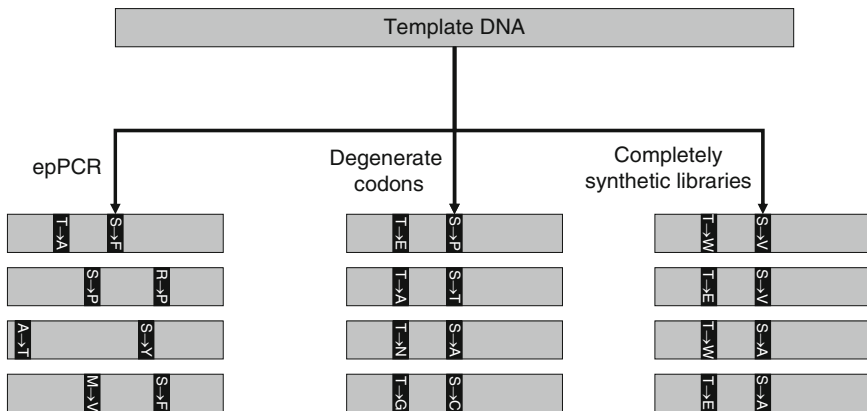 Template DNA
epPCR
Degenerate
codons
Completely
synthetic libraries
T→A
S→F
T→E
S→P
T→W
S→V
S→P
R→P
T→A
S→T
T→E
S→V
A→T
S→Y
T→N
S→A
T→W
S→A
M→V
S→F
T→G
S→C
T→E
S→A